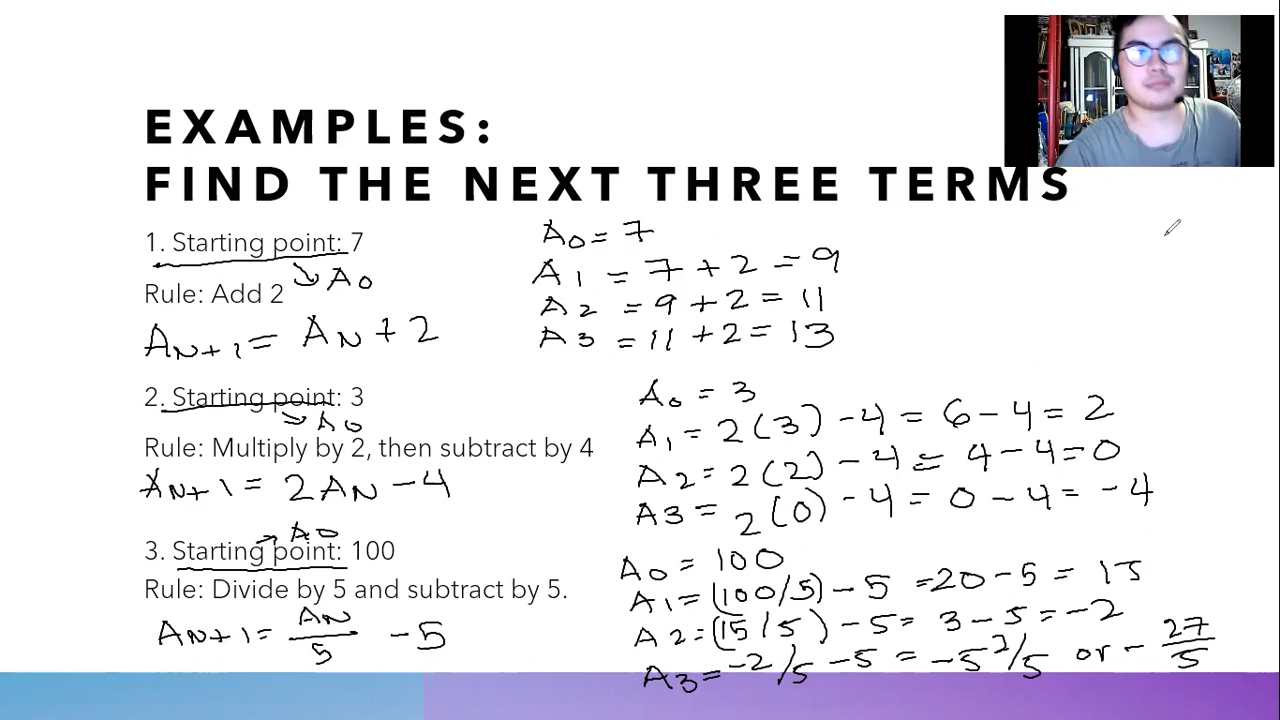 EXAMPLES:
FIND THE NEXT THREE TERMS
1. Starting point: 7
→ A0
Rule: Add 2
AN+1 = AN + 2
A0 = 7
A1 = 7 + 2 = 9
A2 = 9 + 2 = 11
A3 = 11 + 2 = 13
2. Starting point: 3
→ A0
Rule: Multiply by 2, then subtract by 4
AN+1 = 2AN - 4
A0 = 3
A1 = 2(3) - 4 = 6 - 4 = 2
A2 = 2(2) - 4 = 4 - 4 = 0
A3 = 2(0) - 4 = 0 - 4 = -4
→ A0
3. Starting point: 100
Rule: Divide by 5 and subtract by 5.
AN+1 = AN/5 - 5
A0 = 100
A1 = (100/5) - 5 = 20 - 5 = 15
A2 = (15/5) - 5 = 3 - 5 = -2
A3 = -2/5 - 5 = -5 2/5 or - 27/5